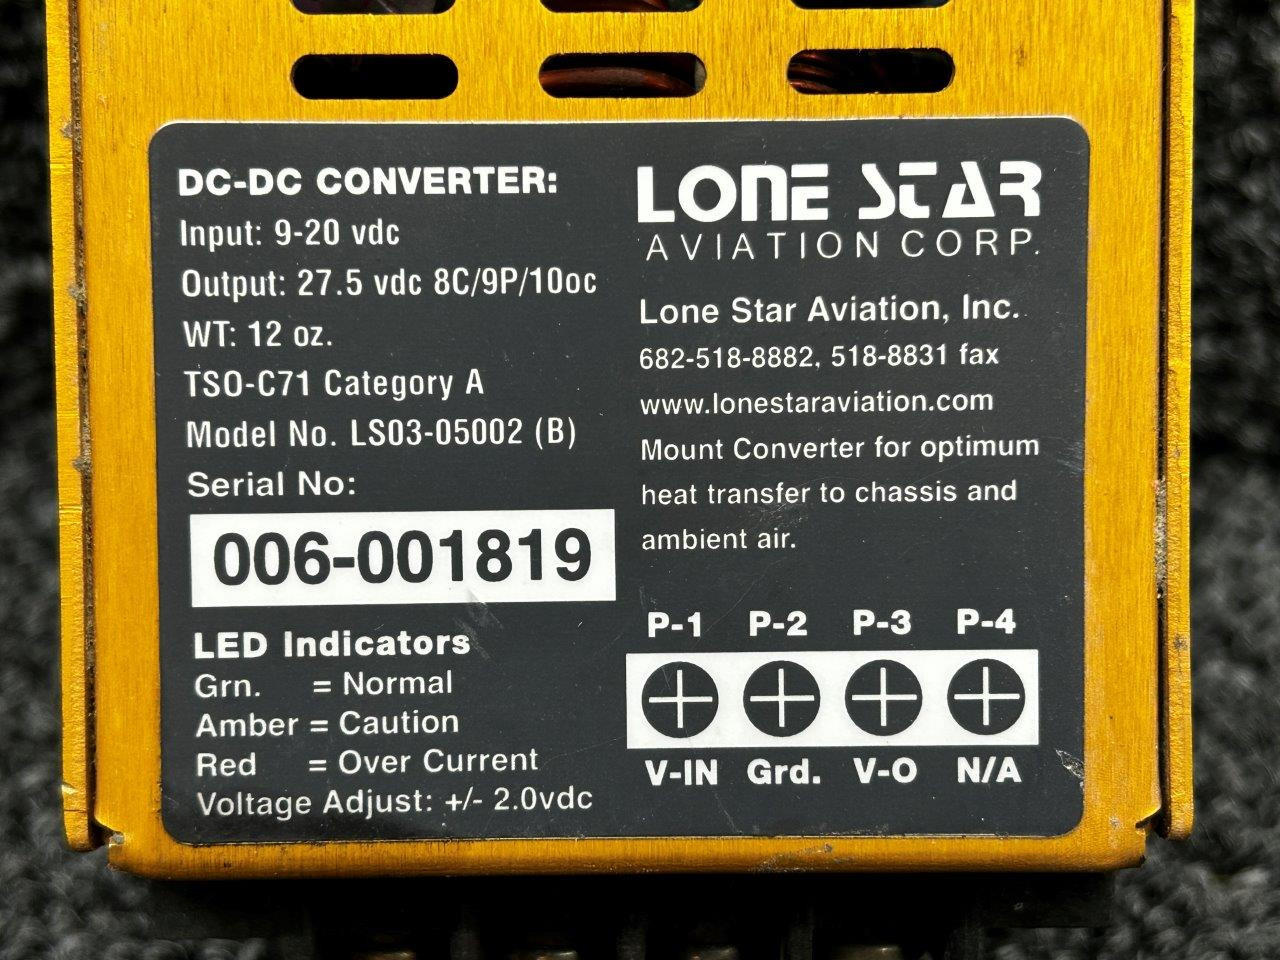 DC-DC CONVERTER:
Input: 9-20 vdc
Output: 27.5 vdc 8C/9P/10oc
WT: 12 oz.
TSO-C71 Category A
Model No. LS03-05002 (B)
Serial No:
006-001819
LED Indicators
Grn. = Normal
Amber = Caution
Red = Over Current
Voltage Adjust: +/- 2.0vdc
LONE STAR
AVIATION CORP.
Lone Star Aviation, Inc.
682-518-8882, 518-8831 fax
www.lonestaraviation.com
Mount Converter for optimum
heat transfer to chassis and
ambient air.
P-1 P-2 P-3 P-4
V-IN Grd. V-O N/A